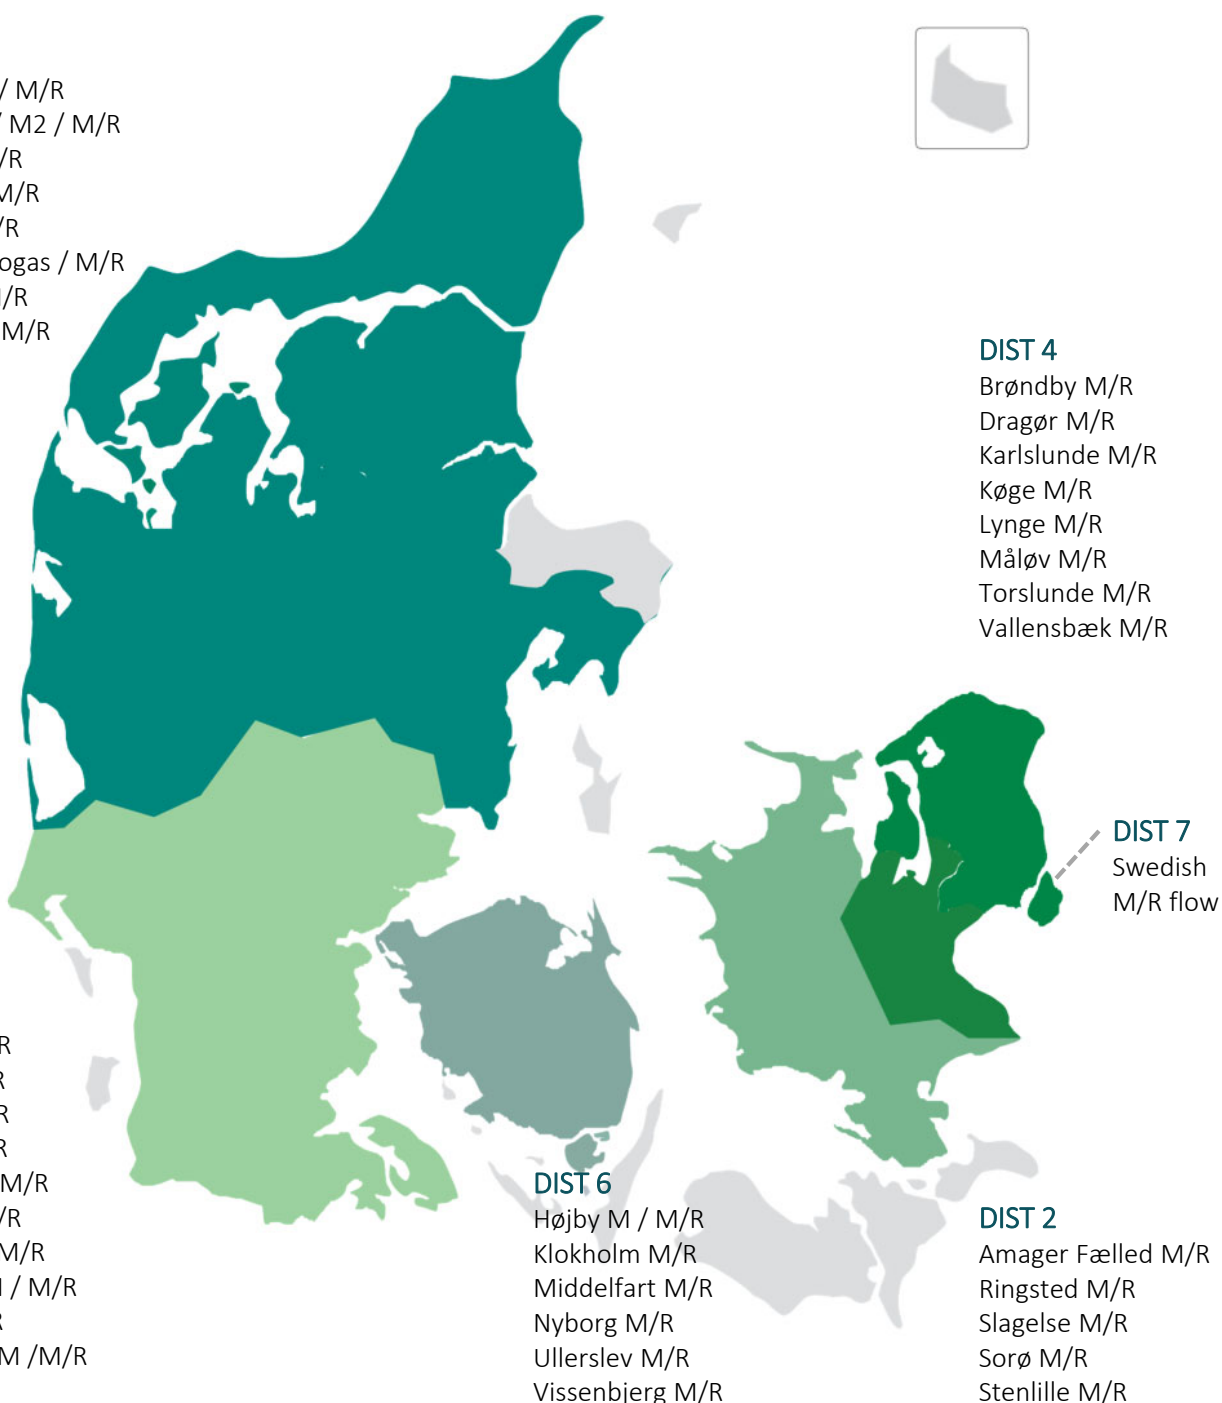 / M/R
/ M2 / M/R
/R
M/R
/R
ogas / M/R
/R
M/R
DIST 4
Brøndby M/R
Dragør M/R
Karlslunde M/R
Køge M/R
Lynge M/R
Måløv M/R
Torslunde M/R
Vallensbæk M/R
DIST 7
Swedish
M/R flow
R
R
R
R
M/R
/R
M/R
/ M/R
R
M /M/R
DIST 6
Højby M / M/R
Klokholm M/R
Middelfart M/R
Nyborg M/R
Ullerslev M/R
Vissenbjerg M/R
DIST 2
Amager Fælled M/R
Ringsted M/R
Slagelse M/R
Sorø M/R
Stenlille M/R